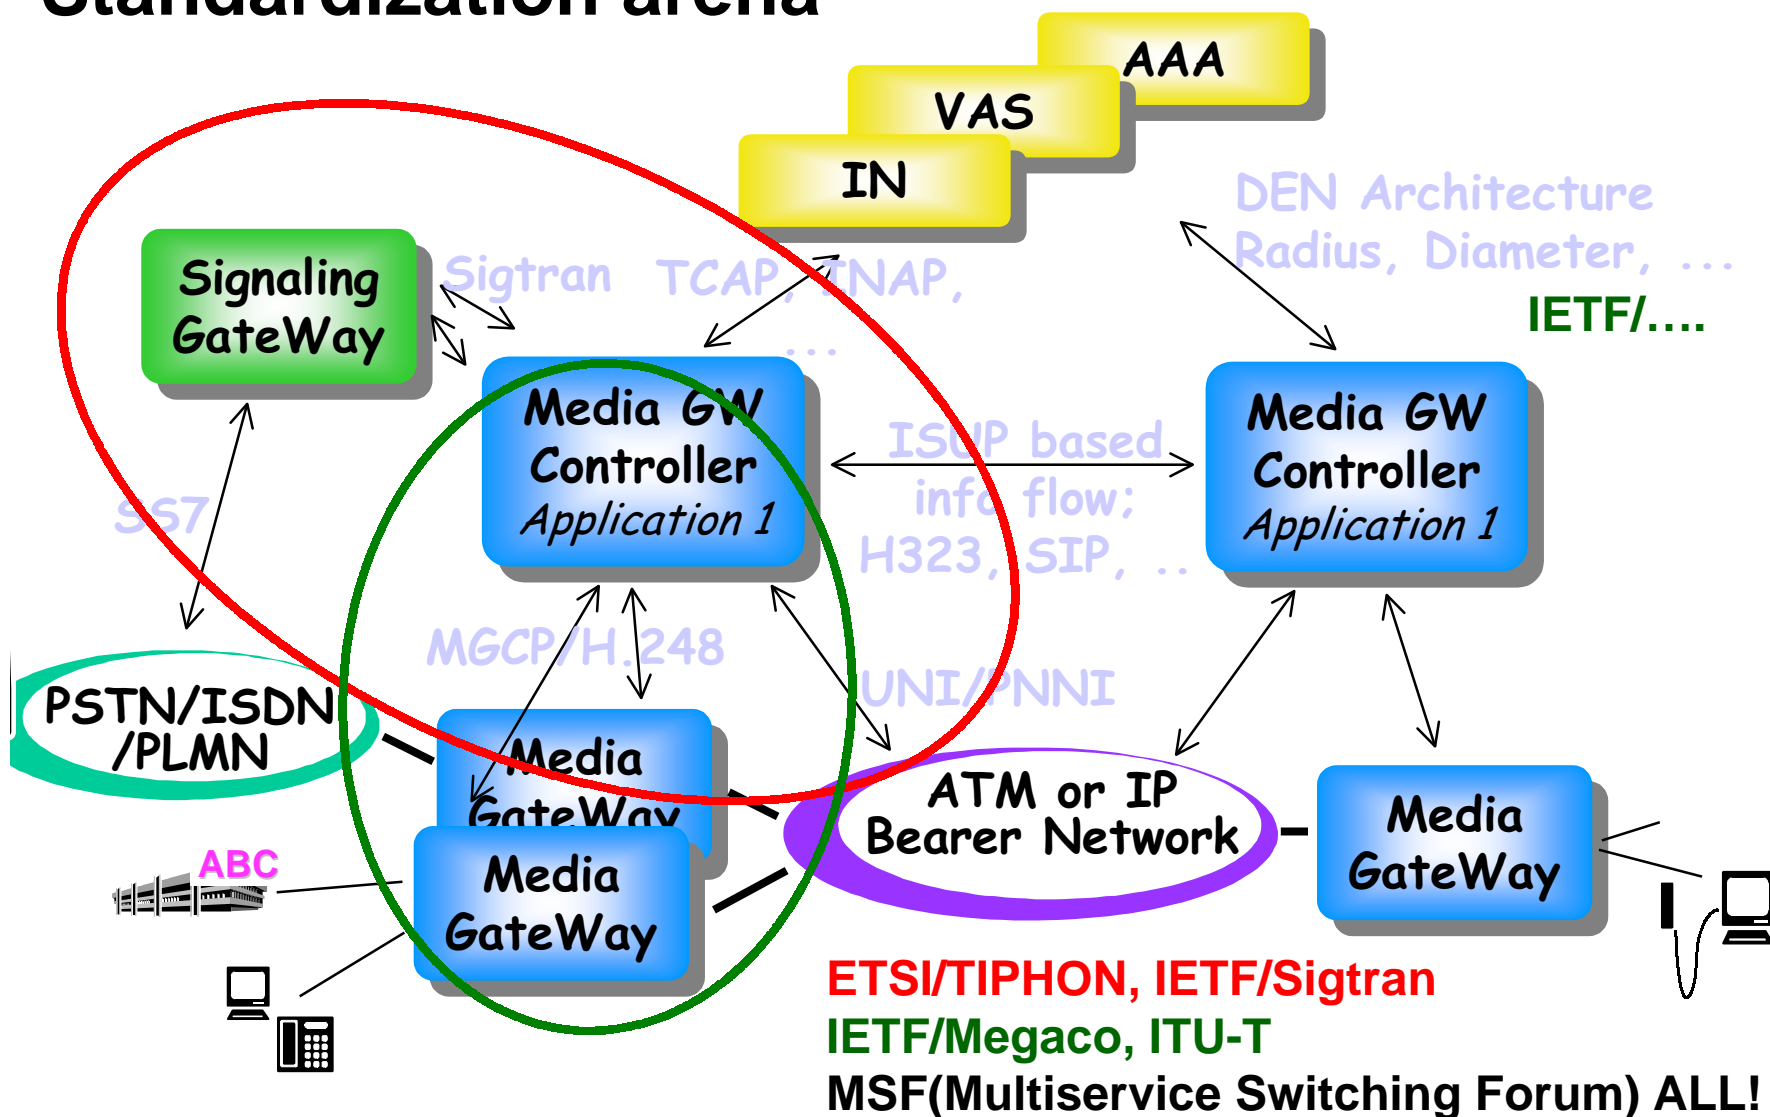 Standardization arena
AAA
VAS
IN
DEN Architecture
Radius, Diameter, ...
IETF/....
Signaling
GateWay
Sigtran
TCAP, INAP,
...
Media GW
Controller
Application 1
ISUP based
info flow;
H323, SIP, ..
Media GW
Controller
Application 1
SS7
MGCP/H.248
UNI/PNNI
PSTN/ISDN
/PLMN
Media
GateWay
ATM or IP
Bearer Network
Media
GateWay
ABC
Media
GateWay
ETSI/TIPHON, IETF/Sigtran
IETF/Megaco, ITU-T
MSF(Multiservice Switching Forum) ALL!